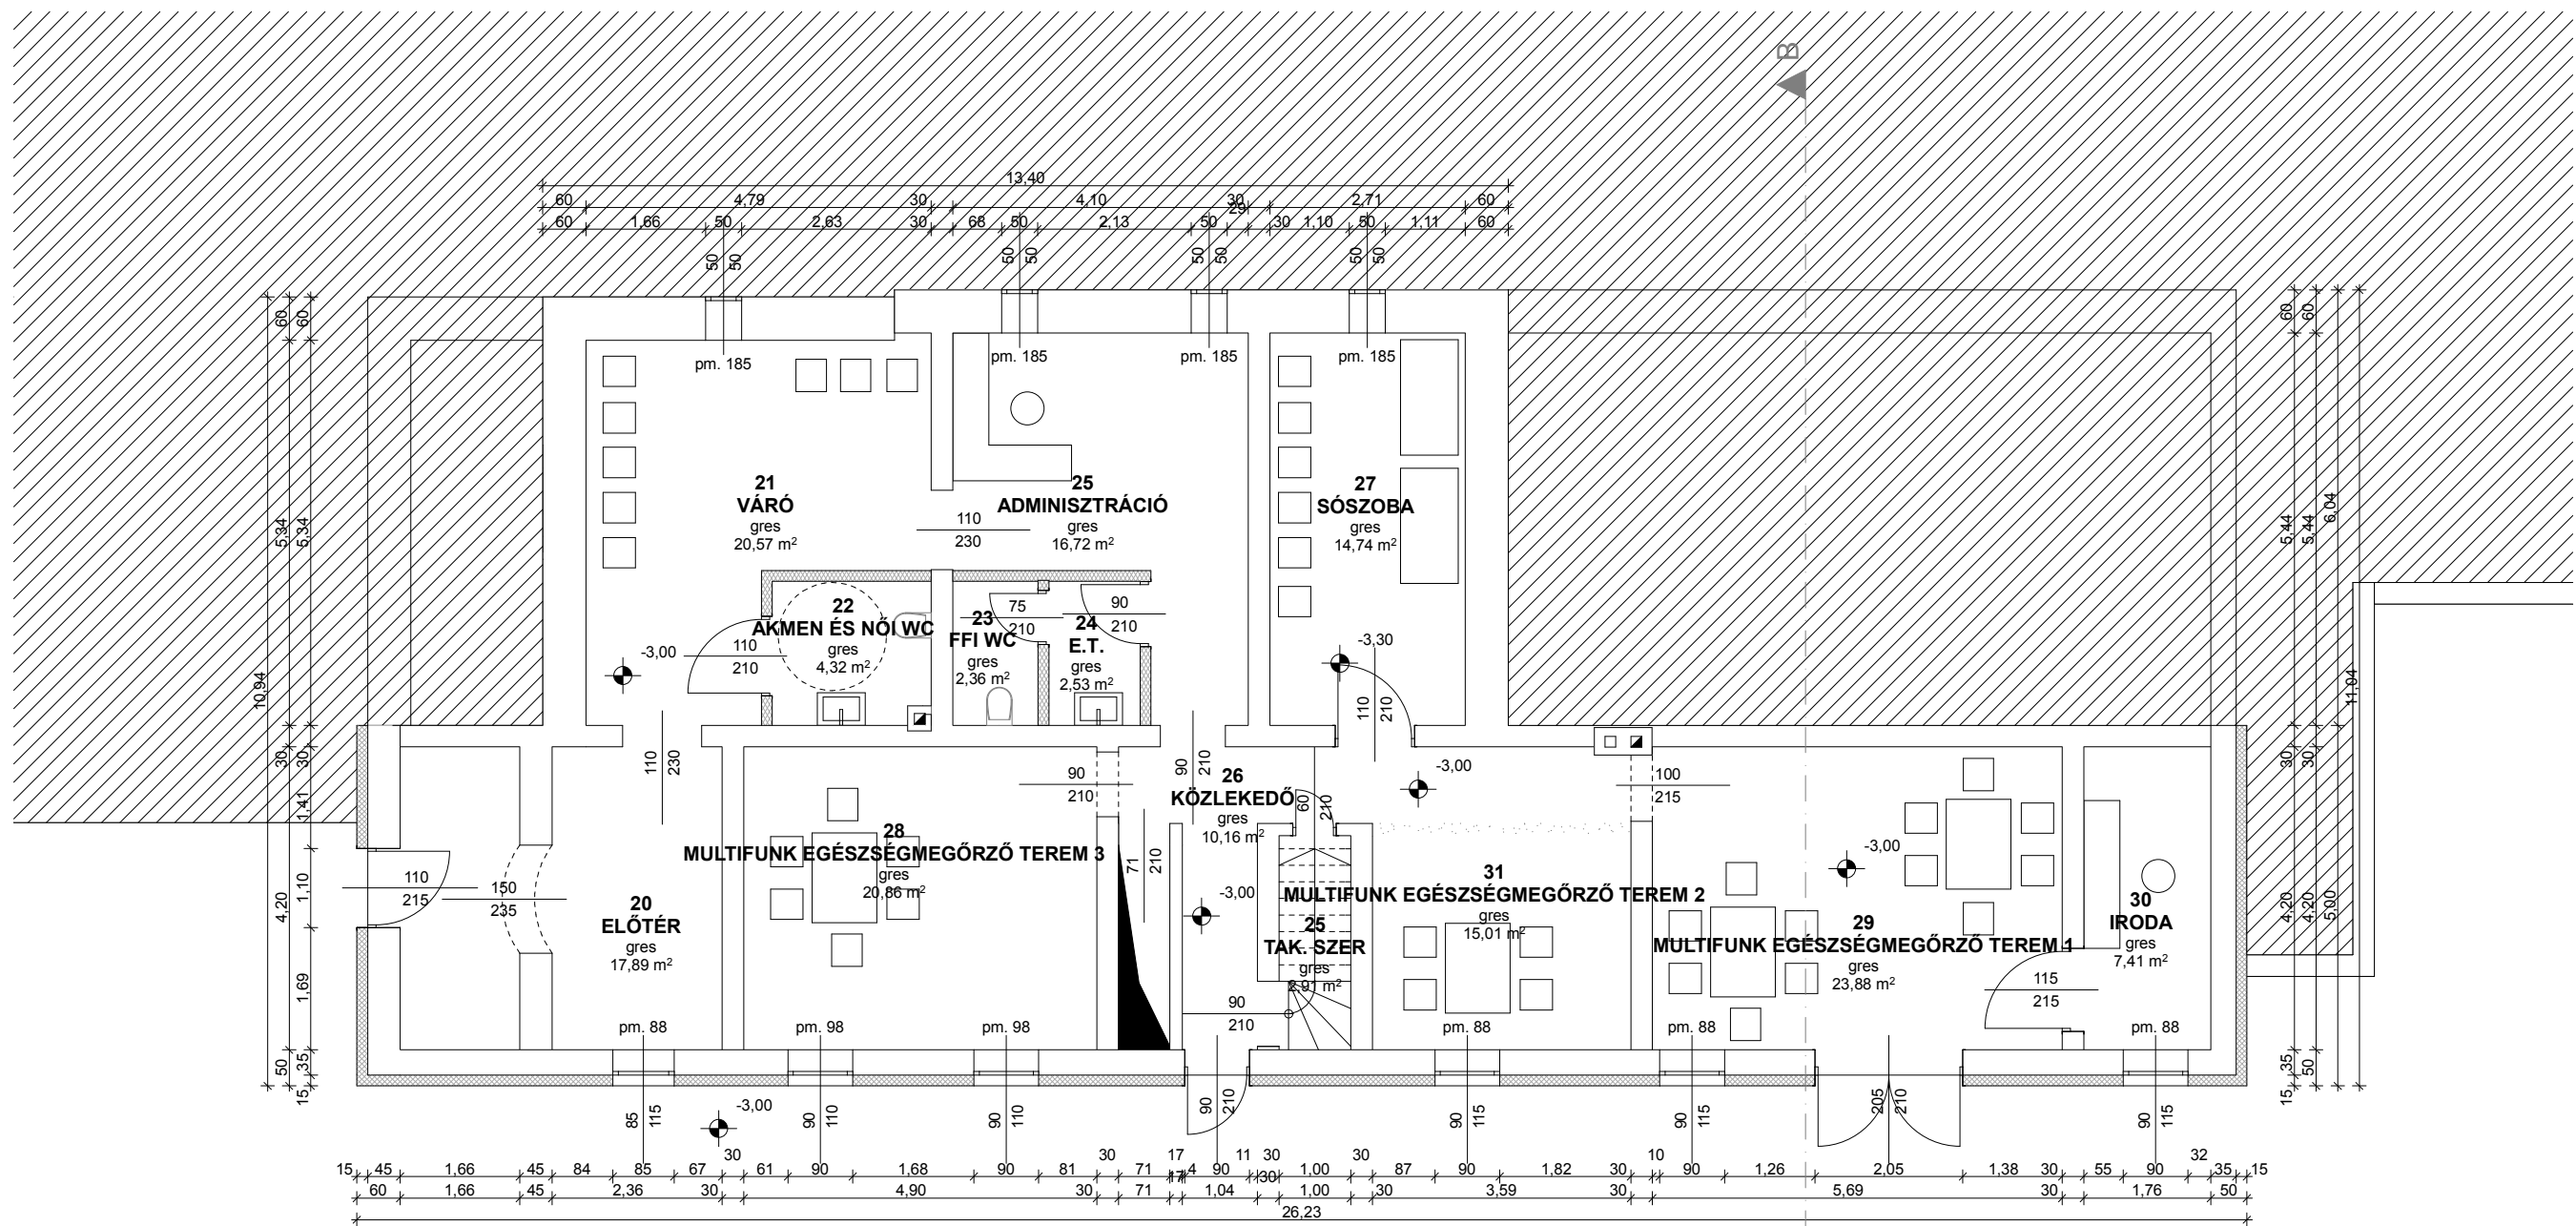 B
13,40
60 4,79 30 4,10 30 2,71 60
29
60 1,66 50 2,63 30 68 50 2,13 50 30 1,10 50 1,11 60
50 50 50 50 50 50 50 50
pm. 185 pm. 185 pm. 185 pm. 185
60 60
5,34 5,34
10,94
30 30
1,41
1,10
4,20
1,69
50 35
15
60 60
5,44 5,44 6,04
11,04
30 30
4,20 4,20 5,00
35 50
15
21
VÁRÓ
gres
20,57 m²
25
ADMINISZTRÁCIÓ
gres
16,72 m²
27
SÓSZOBA
gres
14,74 m²
110
230
22
AKMEN ÉS NŐI WC
gres
4,32 m²
23
FFI WC
gres
2,36 m²
24
E.T.
gres
2,53 m²
75
210
90
210
-3,00
110
210
-3,30
110
210
110
230
90
210
90
210
26
KÖZLEKEDŐ
gres
10,16 m²
60
210
-3,00
100
215
28
MULTIFUNK EGÉSZSÉGMEGŐRZŐ TEREM 3
gres
20,86 m²
71
210
-3,00
110
215
150
235
20
ELŐTÉR
gres
17,89 m²
31
MULTIFUNK EGÉSZSÉGMEGŐRZŐ TEREM 2
gres
15,01 m²
25
TAK. SZER
gres
2,91 m²
-3,00
29
MULTIFUNK EGÉSZSÉGMEGŐRZŐ TEREM 1
gres
23,88 m²
30
IRODA
gres
7,41 m²
115
215
90
210
pm. 88 pm. 98 pm. 98 pm. 88 pm. 88 pm. 88
-3,00
85 115 90 110 90 110 90 210 90 115 90 115 205 210 90 115
30 30 17 11 30 30 10 32
15 45 1,66 45 84 85 67 61 90 1,68 90 81 71 4 90 1,00 87 90 1,82 30 90 1,26 2,05 1,38 30 55 90 35 15
17 30
60 1,66 45 2,36 30 4,90 30 71 1,04 1,00 30 3,59 30 5,69 30 1,76 50
26,23